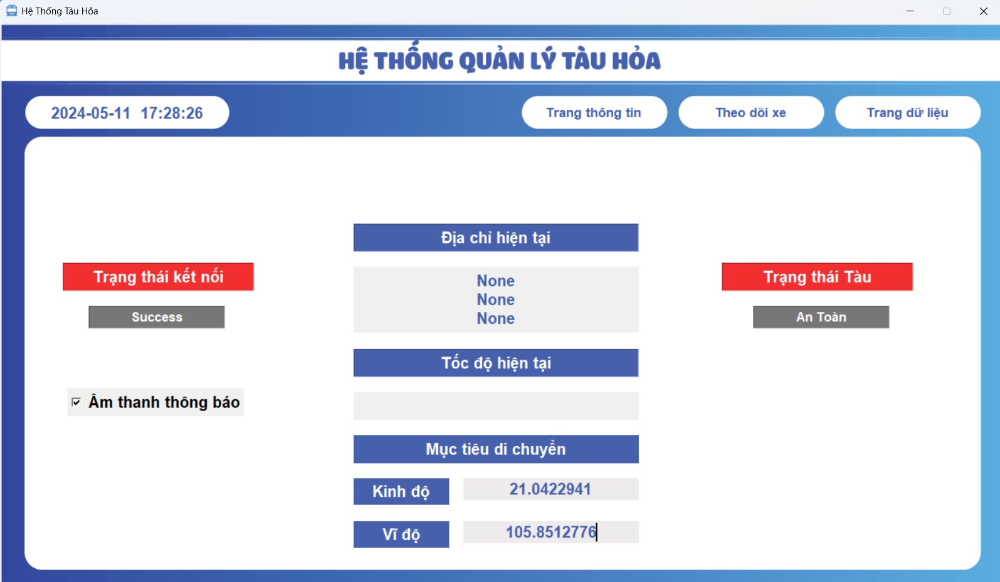 Hệ Thống Tàu Hỏa
HỆ THỐNG QUẢN LÝ TÀU HỎA
2024-05-11 17:28:26
Trang thông tin
Theo dõi xe
Trang dữ liệu
Địa chỉ hiện tại
Trạng thái kết nối
Trạng thái Tàu
None
None
None
Success
An Toàn
Tốc độ hiện tại
Âm thanh thông báo
Mục tiêu di chuyển
Kinh độ
21.0422941
Vĩ độ
105.8512776